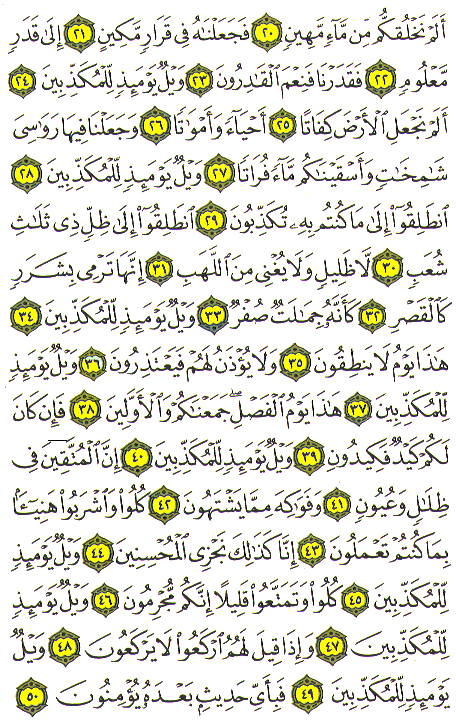 أَلَمْ نَخْلُقكُّم مِّن مَّآءٍ مَّهِينٍ ٢٠ فَجَعَلْنَٰهُ فِى قَرَارٍ مَّكِينٍ ٢١ إِلَىٰ قَدَرٍ
مَّعْلُومٍ ٢٢ فَقَدَرْنَا فَنِعْمَ ٱلْقَٰدِرُونَ ٢٣ وَيْلٌ يَوْمَئِذٍ لِّلْمُكَذِّبِينَ ٢٤
أَلَمْ نَجْعَلِ ٱلْأَرْضَ كِفَاتًا ٢٥ أَحْيَآءً وَأَمْوَٰتًا ٢٦ وَجَعَلْنَا فِيهَا رَوَٰسِىَ
شَٰمِخَٰتٍ وَأَسْقَيْنَٰكُم مَّآءً فُرَاتًا ٢٧ وَيْلٌ يَوْمَئِذٍ لِّلْمُكَذِّبِينَ ٢٨
ٱنطَلِقُوٓا۟ إِلَىٰ مَا كُنتُم بِهِۦ تُكَذِّبُونَ ٢٩ ٱنطَلِقُوٓا۟ إِلَىٰ ظِلٍّ ذِى ثَلَٰثِ
شُعَبٍ ٣٠ لَّا ظَلِيلٍ وَلَا يُغْنِى مِنَ ٱللَّهَبِ ٣١ إِنَّهَا تَرْمِى بِشَرَرٍ
كَٱلْقَصْرِ ٣٢ كَأَنَّهُۥ جِمَٰلَتٌ صُفْرٌ ٣٣ وَيْلٌ يَوْمَئِذٍ لِّلْمُكَذِّبِينَ ٣٤
هَٰذَا يَوْمُ لَا يَنطِقُونَ ٣٥ وَلَا يُؤْذَنُ لَهُمْ فَيَعْتَذِرُونَ ٣٦ وَيْلٌ يَوْمَئِذٍ
لِّلْمُكَذِّبِينَ ٣٧ هَٰذَا يَوْمُ ٱلْفَصْلِ ۖ جَمَعْنَٰكُمْ وَٱلْأَوَّلِينَ ٣٨ فَإِن كَانَ
لَكُمْ كَيْدٌ فَكِيدُونِ ٣٩ وَيْلٌ يَوْمَئِذٍ لِّلْمُكَذِّبِينَ ٤٠ إِنَّ ٱلْمُتَّقِينَ فِى
ظِلَٰلٍ وَعُيُونٍ ٤١ وَفَوَٰكِهَ مِمَّا يَشْتَهُونَ ٤٢ كُلُوا۟ وَٱشْرَبُوا۟ هَنِيٓـًٔۢا
بِمَا كُنتُمْ تَعْمَلُونَ ٤٣ إِنَّا كَذَٰلِكَ نَجْزِى ٱلْمُحْسِنِينَ ٤٤ وَيْلٌ يَوْمَئِذٍ
لِّلْمُكَذِّبِينَ ٤٥ كُلُوا۟ وَتَمَتَّعُوا۟ قَلِيلًا إِنَّكُم مُّجْرِمُونَ ٤٦ وَيْلٌ يَوْمَئِذٍ
لِّلْمُكَذِّبِينَ ٤٧ وَإِذَا قِيلَ لَهُمُ ٱرْكَعُوا۟ لَا يَرْكَعُونَ ٤٨ وَيْلٌ
يَوْمَئِذٍ لِّلْمُكَذِّبِينَ ٤٩ فَبِأَىِّ حَدِيثٍۭ بَعْدَهُۥ يُؤْمِنُونَ ٥٠